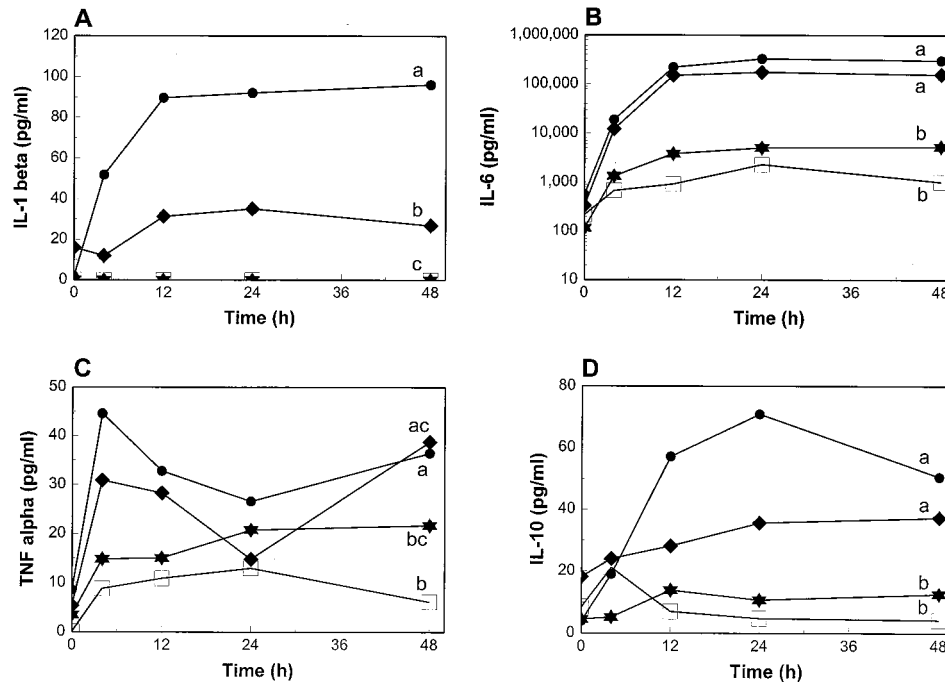 A
IL-1 beta (pg/ml)
120
100
80
60
40
20
0
a
b
c
0 12 24 36 48
Time (h)
B
IL-6 (pg/ml)
1,000,000
100,000
10,000
1,000
100
10
a
a
b
b
0 12 24 36 48
Time (h)
C
TNF alpha (pg/ml)
50
40
30
20
10
0
ac
a
bc
b
0 12 24 36 48
Time (h)
D
IL-10 (pg/ml)
80
60
40
20
0
a
a
b
b
0 12 24 36 48
Time (h)